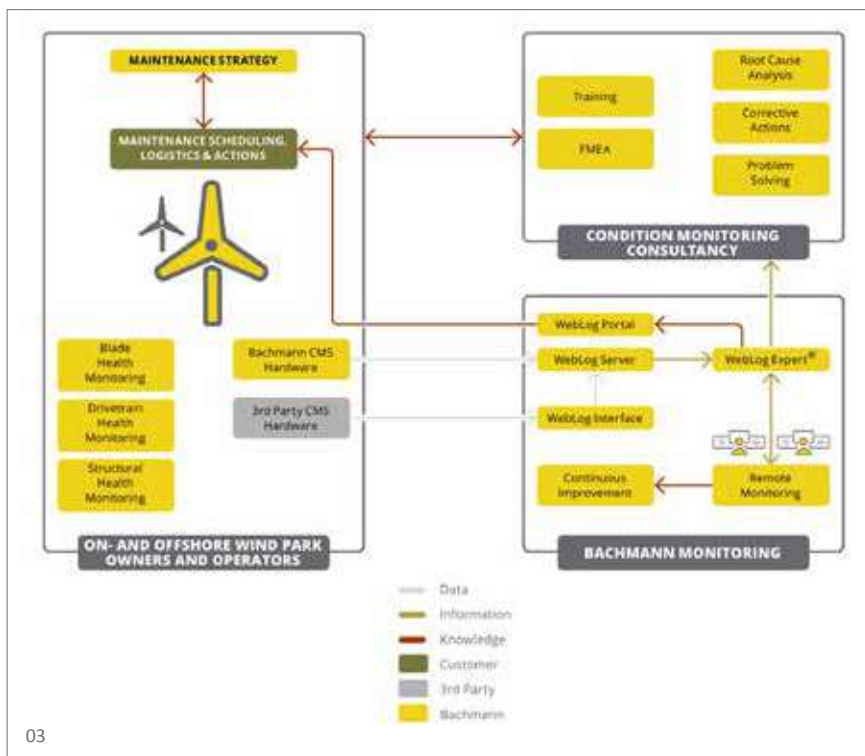 MAINTENANCE STRATEGY
MAINTENANCE SCHEDULING,
LOGISTICS & ACTIONS
Blade
Health
Monitoring
Drivetrain
Health
Monitoring
Structural
Health
Monitoring
Bachmann CMS
Hardware
3rd Party CMS
Hardware
ON- AND OFFSHORE WIND PARK
OWNERS AND OPERATORS
Training
FMEA
Root Cause
Analysis
Corrective
Actions
Problem
Solving
CONDITION MONITORING
CONSULTANCY
WebLog Portal
WebLog Server
WebLog Expert®
WebLog Interface
Continuous
Improvement
Remote
Monitoring
BACHMANN MONITORING
Data
Information
Knowledge
Customer
3rd Party
Bachmann
03